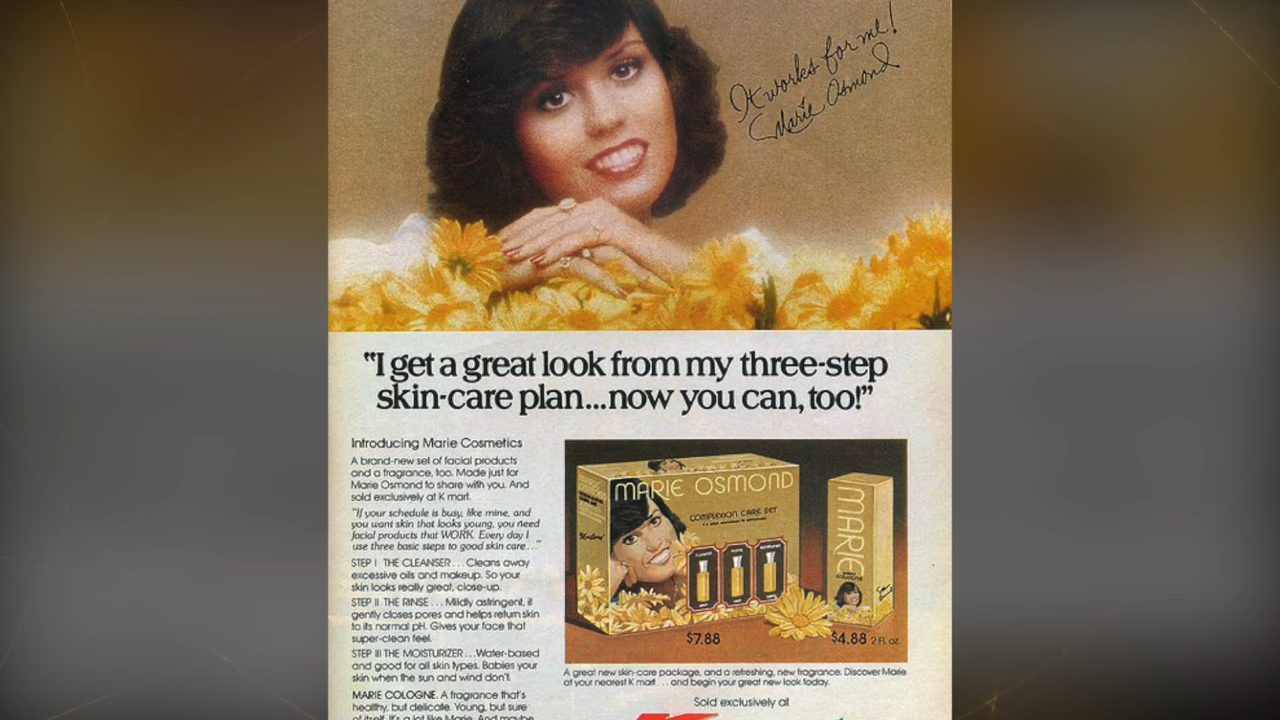 It works for me!
Marie Osmond
"I get a great look from my three-step
skin-care plan...now you can, too!"
Introducing Marie Cosmetics
A brand-new set of facial products
and a fragrance, too. Made just for
Marie Osmond to share with you. And
sold exclusively at K mart.
"If your schedule is busy, like mine, and
you want skin that looks young, you need
facial products that WORK. Every day I
use three basic steps to good skin care..."
STEP I THE CLEANSER... Cleans away
excessive oils and makeup. So your
skin looks really great, close-up.
STEP II THE RINSE... Mildly astringent, it
gently closes pores and helps return skin
to its normal pH. Gives your face that
super-clean feel.
STEP III THE MOISTURIZER...Water-based
and good for all skin types. Babies your
skin when the sun and wind don't.
MARIE COLOGNE. A fragrance that's
healthy, but delicate. Young, but sure
of itself. It's a lot like Marie. And maybe
MARIE OSMOND
COMPLEXION CARE SET
MARIE
COLOGNE
$7.88
$4.88 2 Fl. oz.
A great new skin-care package, and a refreshing, new fragrance. Discover Marie
at your nearest K mart... and begin your great new look today.
Sold exclusively at